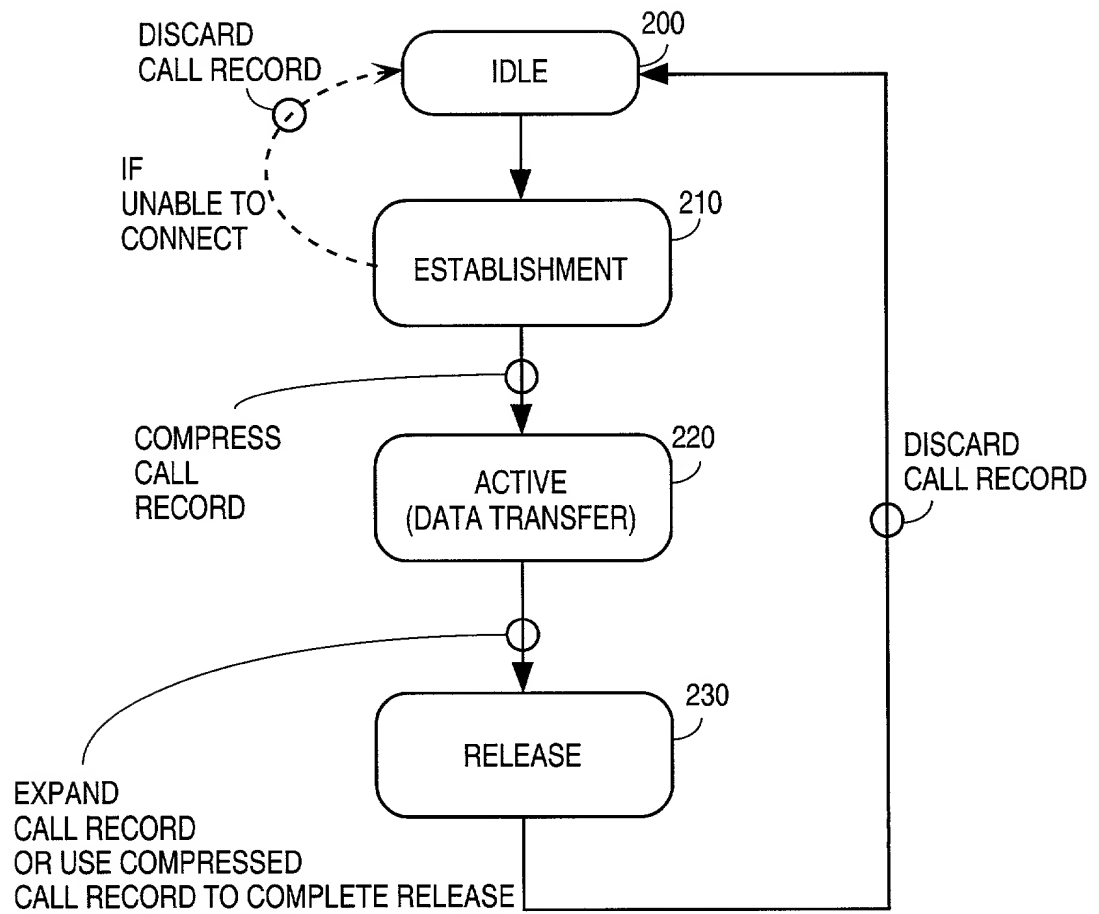 DISCARD
CALL RECORD
200
IDLE
IF
UNABLE TO
CONNECT
210
ESTABLISHMENT
COMPRESS
CALL
RECORD
220
ACTIVE
(DATA TRANSFER)
DISCARD
CALL RECORD
230
RELEASE
EXPAND
CALL RECORD
OR USE COMPRESSED
CALL RECORD TO COMPLETE RELEASE